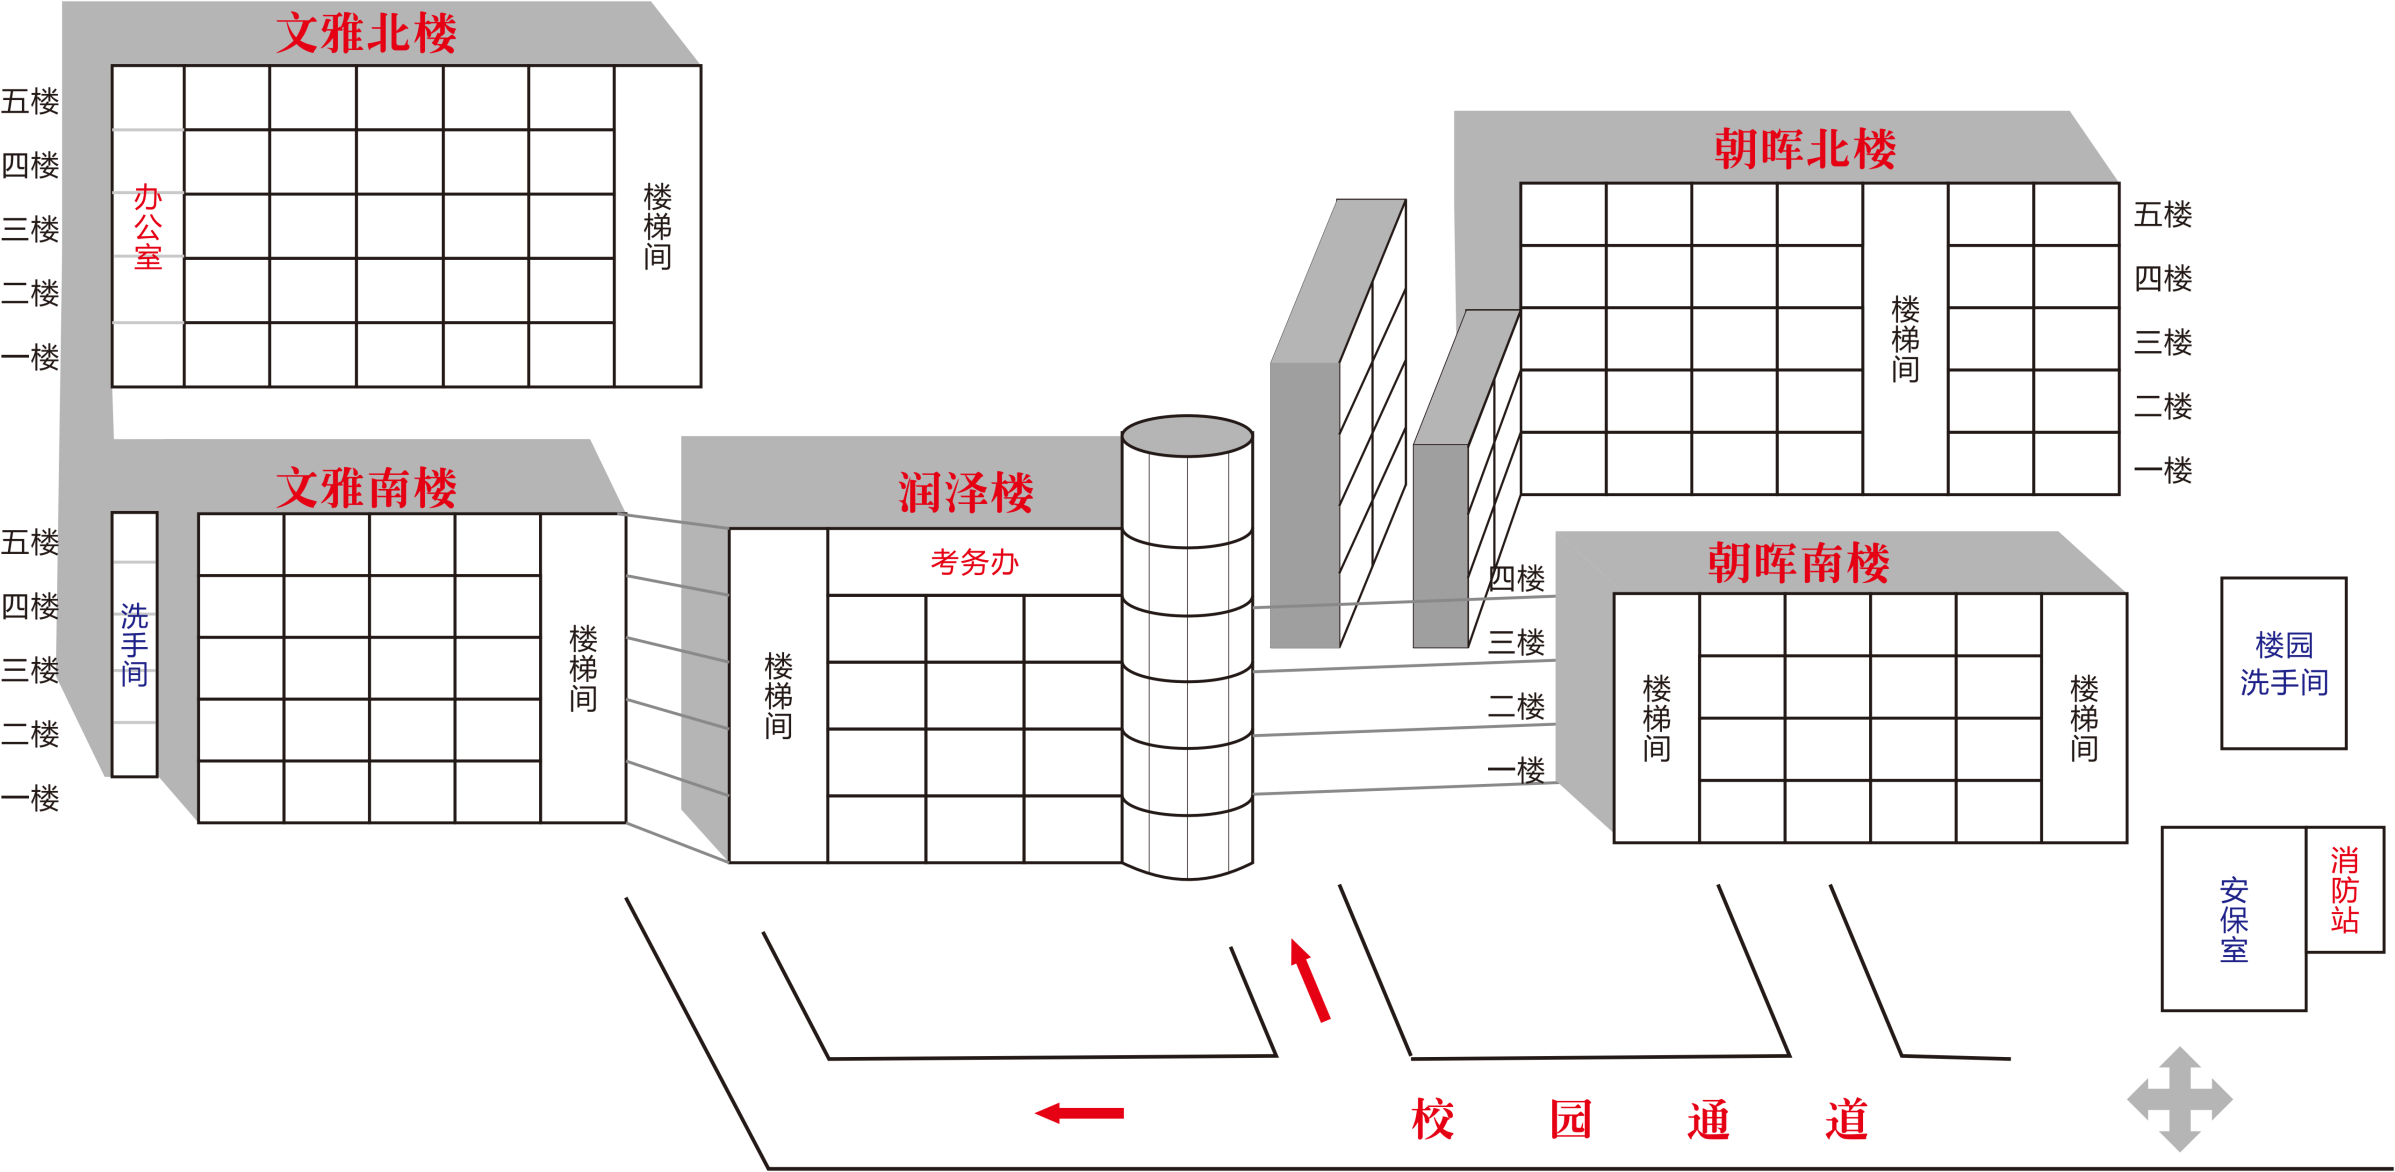 文雅北楼
五楼
四楼
三楼
二楼
一楼
办公室
楼梯间
朝晖北楼
楼梯间
五楼
四楼
三楼
二楼
一楼
文雅南楼
五楼
四楼
三楼
二楼
一楼
洗手间
楼梯间
润泽楼
考务办
楼梯间
四楼
三楼
二楼
一楼
朝晖南楼
楼梯间
楼梯间
楼园
洗手间
安保室
消防站
校园通道